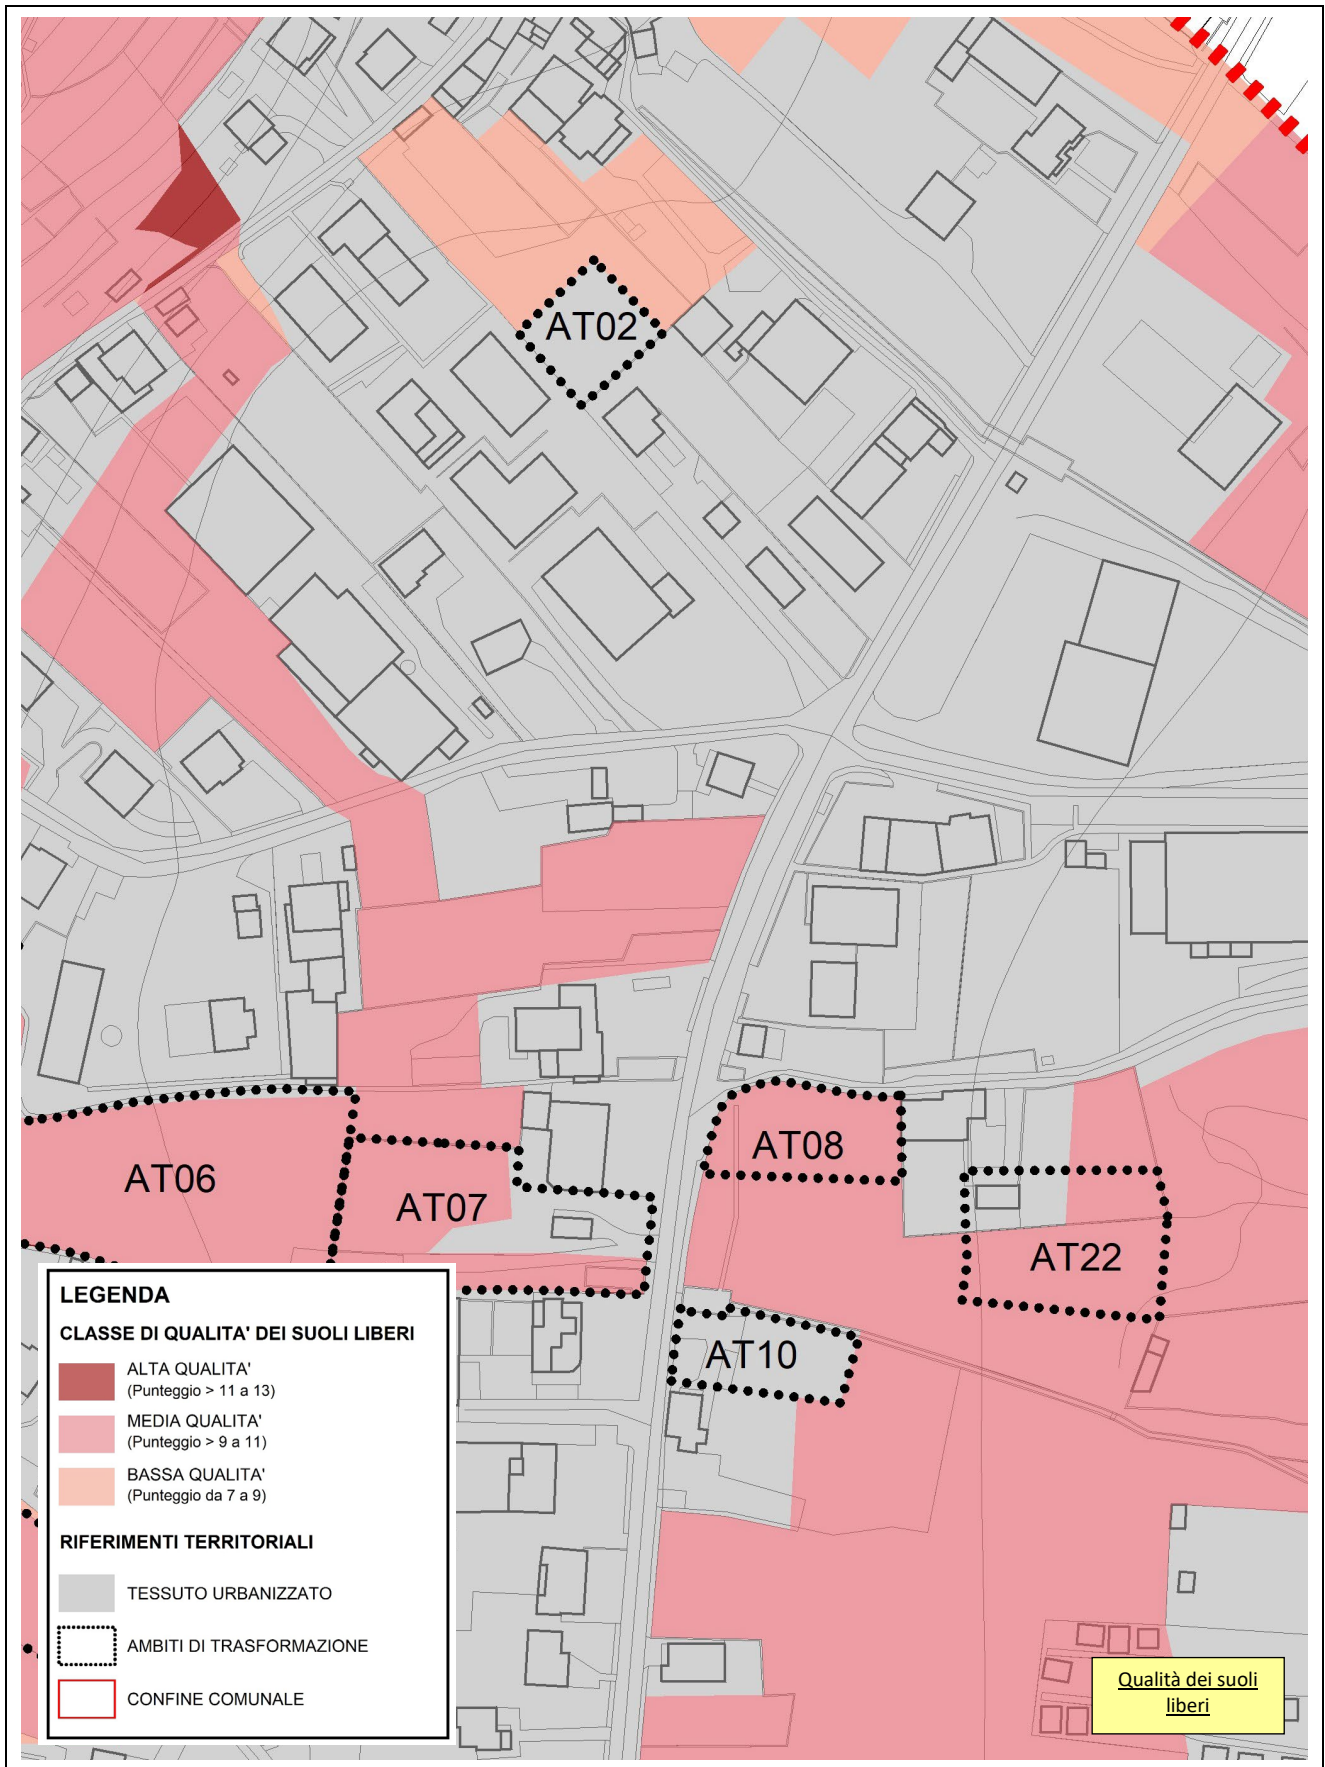 AT02
AT08
AT06
AT07
AT22
AT10
LEGENDA
CLASSE DI QUALITA' DEI SUOLI LIBERI
ALTA QUALITA'
(Punteggio > 11 a 13)
MEDIA QUALITA'
(Punteggio > 9 a 11)
BASSA QUALITA'
(Punteggio da 7 a 9)
RIFERIMENTI TERRITORIALI
TESSUTO URBANIZZATO
AMBITI DI TRASFORMAZIONE
CONFINE COMUNALE
Qualità dei suoli
liberi